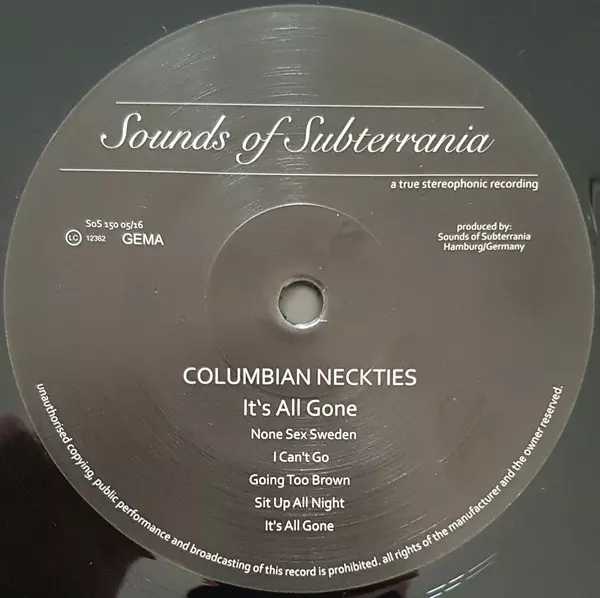 Sounds of Subterrania
a true stereophonic recording
SoS 150 05/16
LC 12362 GEMA
produced by:
Sounds of Subterrania
Hamburg/Germany
COLUMBIAN NECKTIES
It's All Gone
None Sex Sweden
I Can't Go
Going Too Brown
Sit Up All Night
It's All Gone
unauthorised copying, public performance and broadcasting of this record is prohibited. all rights of the manufacturer and the owner reserved.